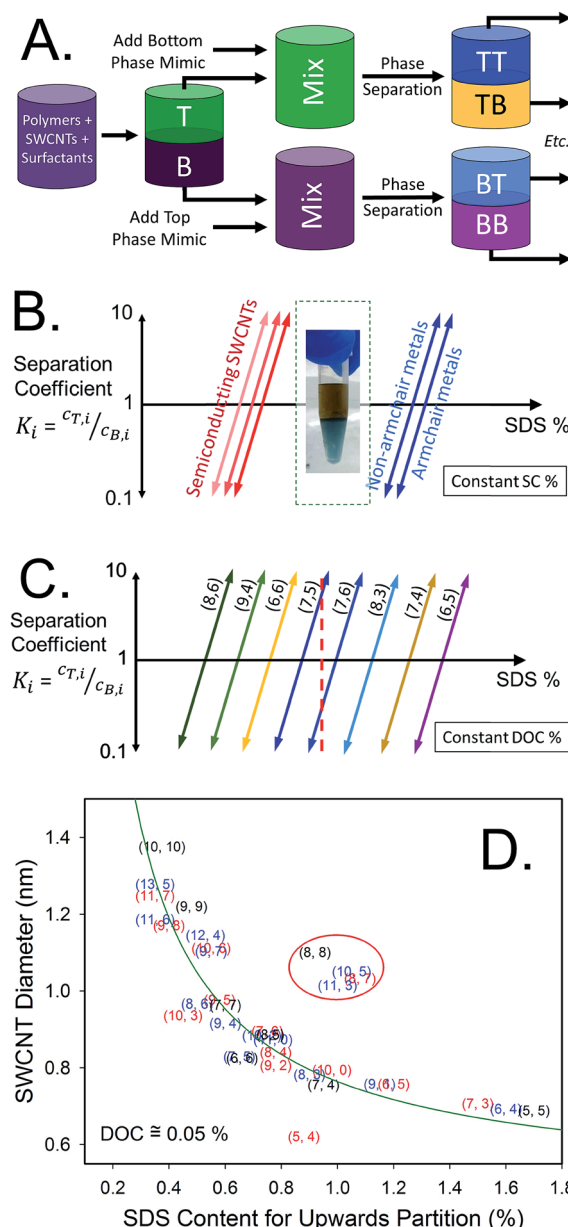 A.
Add Bottom
Phase Mimic
Polymers +
SWCNTs +
Surfactants
T
B
Add Top
Phase Mimic
Mix
Mix
Phase
Separation
Phase
Separation
TT
TB
Etc.
BT
BB
B.
10
1
0.1
Separation
Coefficient
K_i = c_{T,i}/c_{B,i}
Semiconducting SWCNTs
Non-armchair metals
Armchair metals
SDS %
Constant SC %
C.
10
1
0.1
Separation
Coefficient
K_i = c_{T,i}/c_{B,i}
(8,6)
(9,4)
(6,6)
(7,5)
(7,6)
(8,3)
(7,4)
(6,5)
SDS %
Constant DOC %
D.
SWCNT Diameter (nm)
1.4
1.2
1.0
0.8
0.6
(10, 10)
(13, 5)
(11, 7)
(9, 9)
(11, 6)
(9, 8)
(12, 4)
(9, 7)
(8, 8)
(10, 5)
(8, 7)
(11, 3)
(8, 6)
(9, 5)
(7, 7)
(10, 3)
(9, 4)
(6, 6)
(8, 4)
(9, 2)
(10, 0)
(7, 4)
(5, 4)
(7, 3)
(6, 4)
(5, 5)
DOC ≅ 0.05 %
0.2
0.4
0.6
0.8
1.0
1.2
1.4
1.6
1.8
SDS Content for Upwards Partition (%)